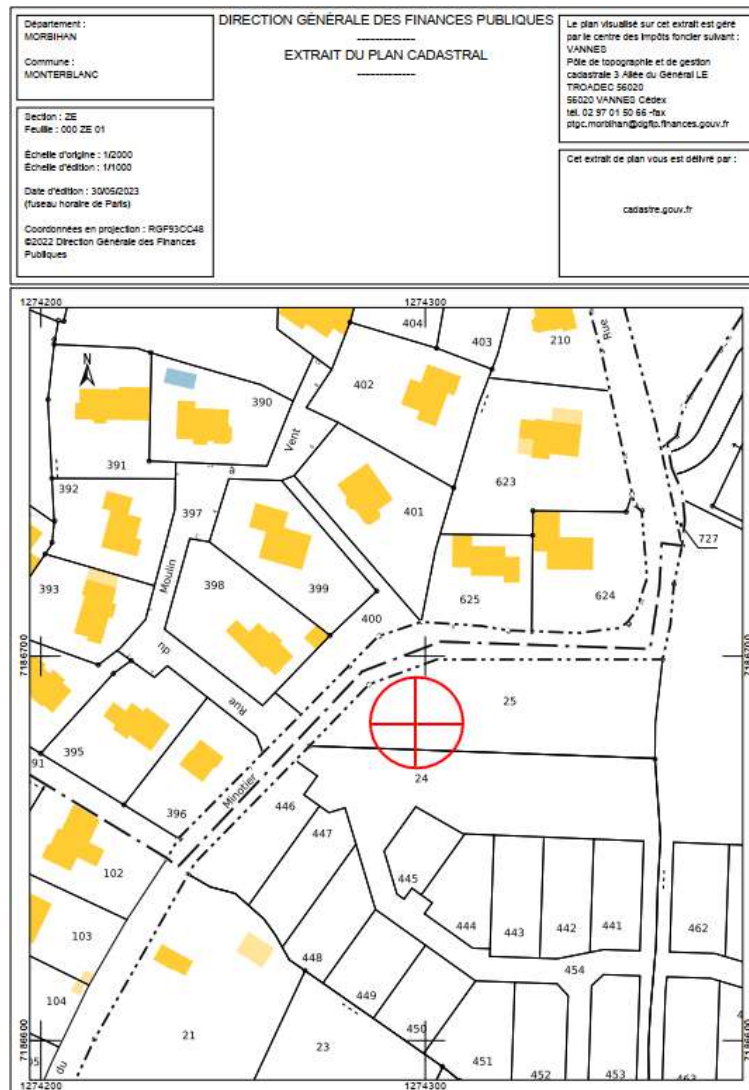 Département :
MORBIHAN
Commune :
MONTERBLANC
Section : ZE
Feuille : 000 ZE 01
Échelle d'origine : 1/2000
Échelle d'édition : 1/1000
Date d'édition : 30/05/2023
(fuseau horaire de Paris)
Coordonnées en projection : RGF93CC48
©2022 Direction Générale des Finances
Publiques
DIRECTION GÉNÉRALE DES FINANCES PUBLIQUES
-------------
EXTRAIT DU PLAN CADASTRAL
-------------
Le plan visualisé sur cet extrait est géré
par le centre des impôts foncier suivant :
VANNES
Pôle de topographie et de gestion
cadastrale 3 Allée du Général LE
TROADEC 56020
56020 VANNES Cédex
tél. 02 97 01 50 66 -fax
ptgc.morbihan@dgfip.finances.gouv.fr
Cet extrait de plan vous est délivré par :
cadastre.gouv.fr
1274200
1274300
404
403
210
Rue
N
402
390
Vent
391
392
397
à
401
623
727
393
Moulin
398
399
400
625
624
7186700
7186700
du
Rue
25
395
91
396
Minotier
24
446
447
445
102
444
443
442
441
462
103
448
454
104
449
450
21
23
451
452
453
463
7186600
7186600
du
1274200
1274300